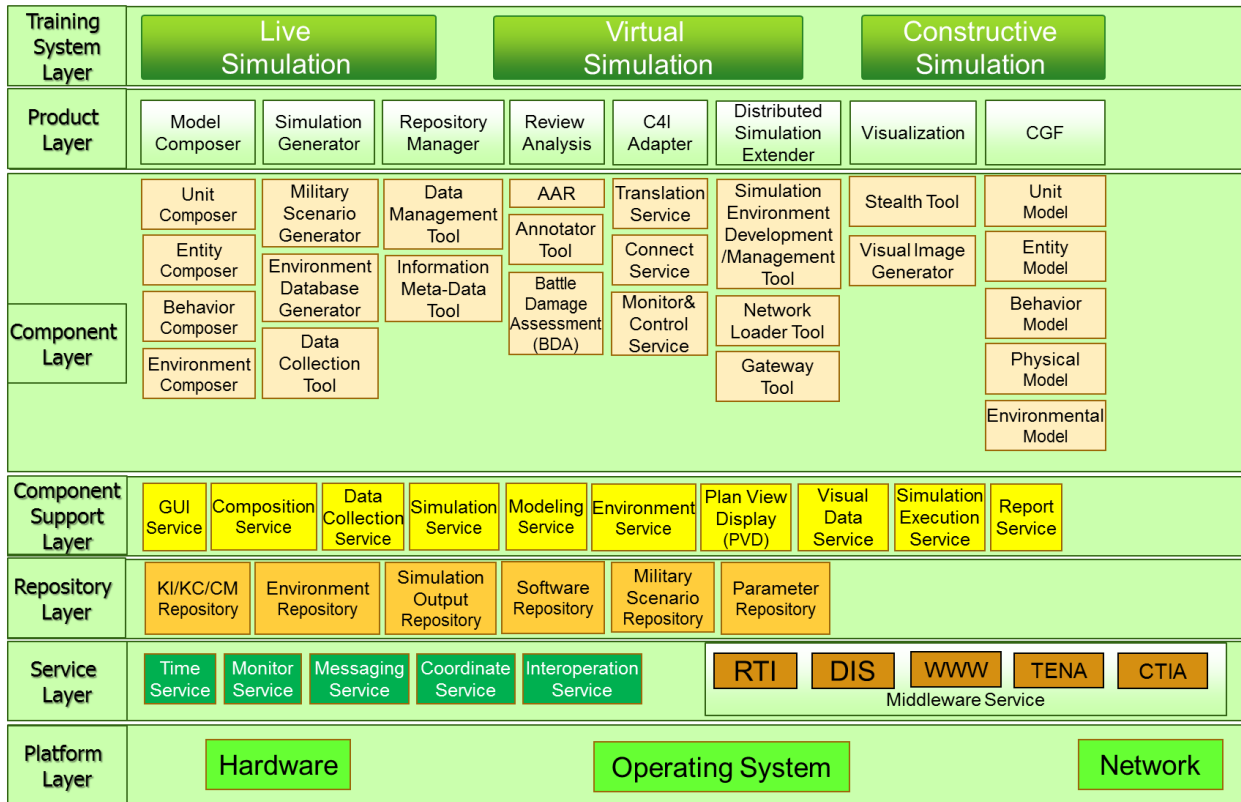 Training
System
Layer
Live
Simulation
Virtual
Simulation
Constructive
Simulation
Product
Layer
Model
Composer
Simulation
Generator
Repository
Manager
Review
Analysis
C4I
Adapter
Distributed
Simulation
Extender
Visualization
CGF
Component
Layer
Unit
Composer
Entity
Composer
Behavior
Composer
Environment
Composer
Military
Scenario
Generator
Environment
Database
Generator
Data
Collection
Tool
Data
Management
Tool
Information
Meta-Data
Tool
AAR
Annotator
Tool
Battle
Damage
Assessment
(BDA)
Translation
Service
Connect
Service
Monitor&
Control
Service
Simulation
Environment
Development
/Management
Tool
Network
Loader Tool
Gateway
Tool
Stealth Tool
Visual Image
Generator
Unit
Model
Entity
Model
Behavior
Model
Physical
Model
Environmental
Model
Component
Support
Layer
GUI
Service
Composition
Service
Data
Collection
Service
Simulation
Service
Modeling
Service
Environment
Service
Plan View
Display
(PVD)
Visual
Data
Service
Simulation
Execution
Service
Report
Service
Repository
Layer
KI/KC/CM
Repository
Environment
Repository
Simulation
Output
Repository
Software
Repository
Military
Scenario
Repository
Parameter
Repository
Service
Layer
Time
Service
Monitor
Service
Messaging
Service
Coordinate
Service
Interoperation
Service
RTI
DIS
WWW
TENA
CTIA
Middleware Service
Platform
Layer
Hardware
Operating System
Network